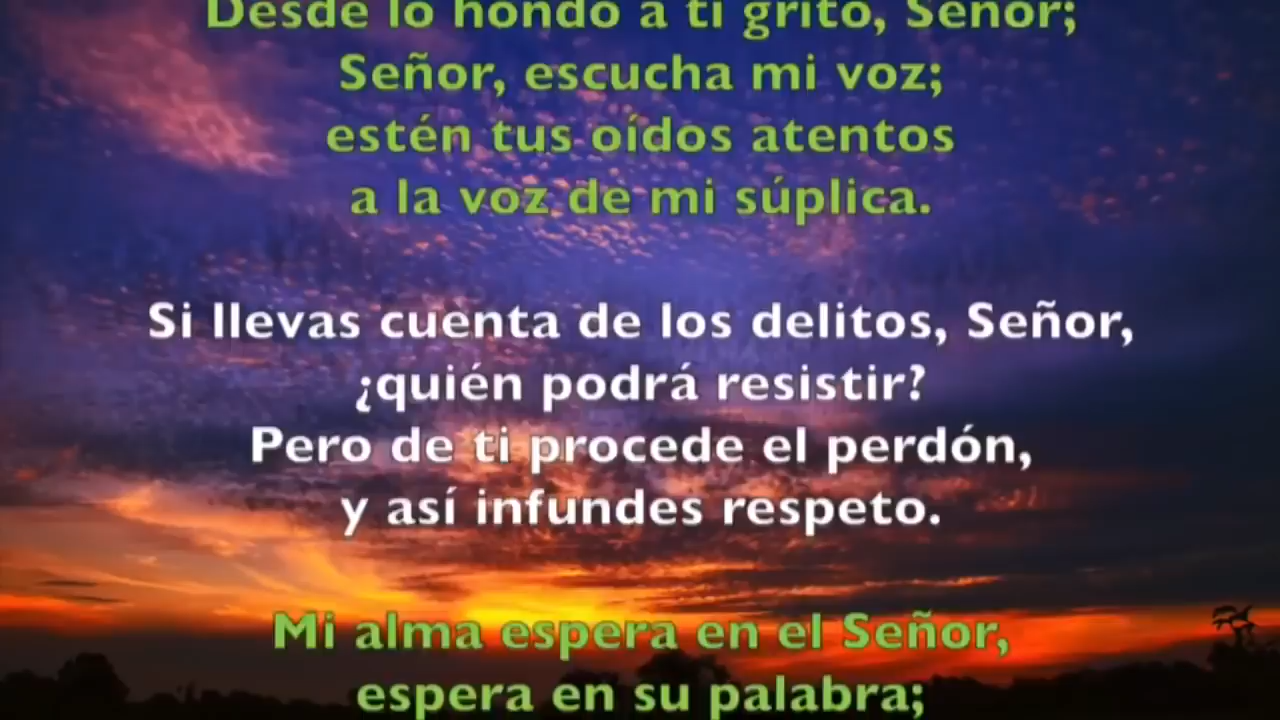 Desde lo hondo a ti grito, Señor;
Señor, escucha mi voz;
estén tus oídos atentos
a la voz de mi súplica.
Si llevas cuenta de los delitos, Señor,
¿quién podrá resistir?
Pero de ti procede el perdón,
y así infundes respeto.
Mi alma espera en el Señor,
espera en su palabra;